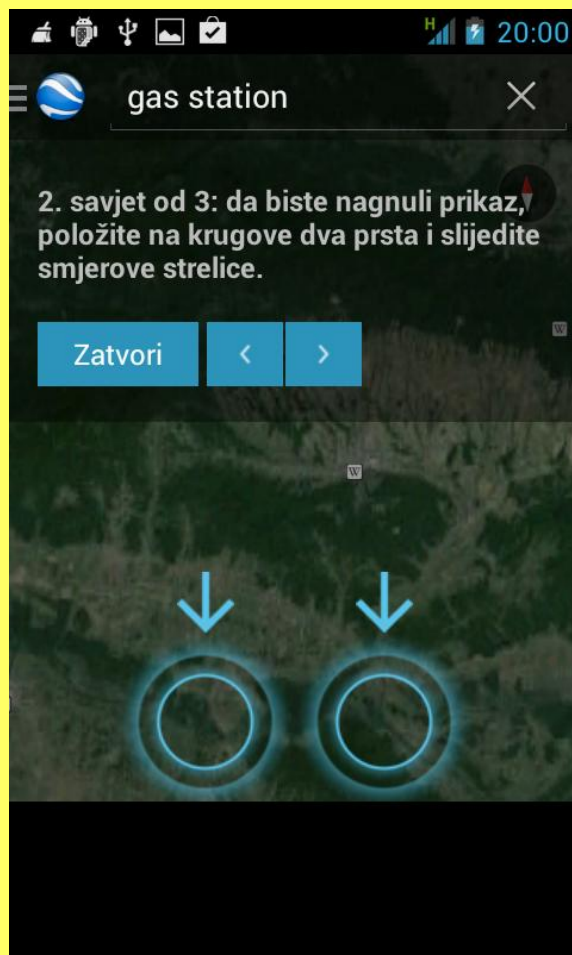 H
20:00
gas station
2. savjet od 3: da biste nagnuli prikaz,
položite na krugove dva prsta i slijedite
smjerove strelice.
Zatvori
W
W